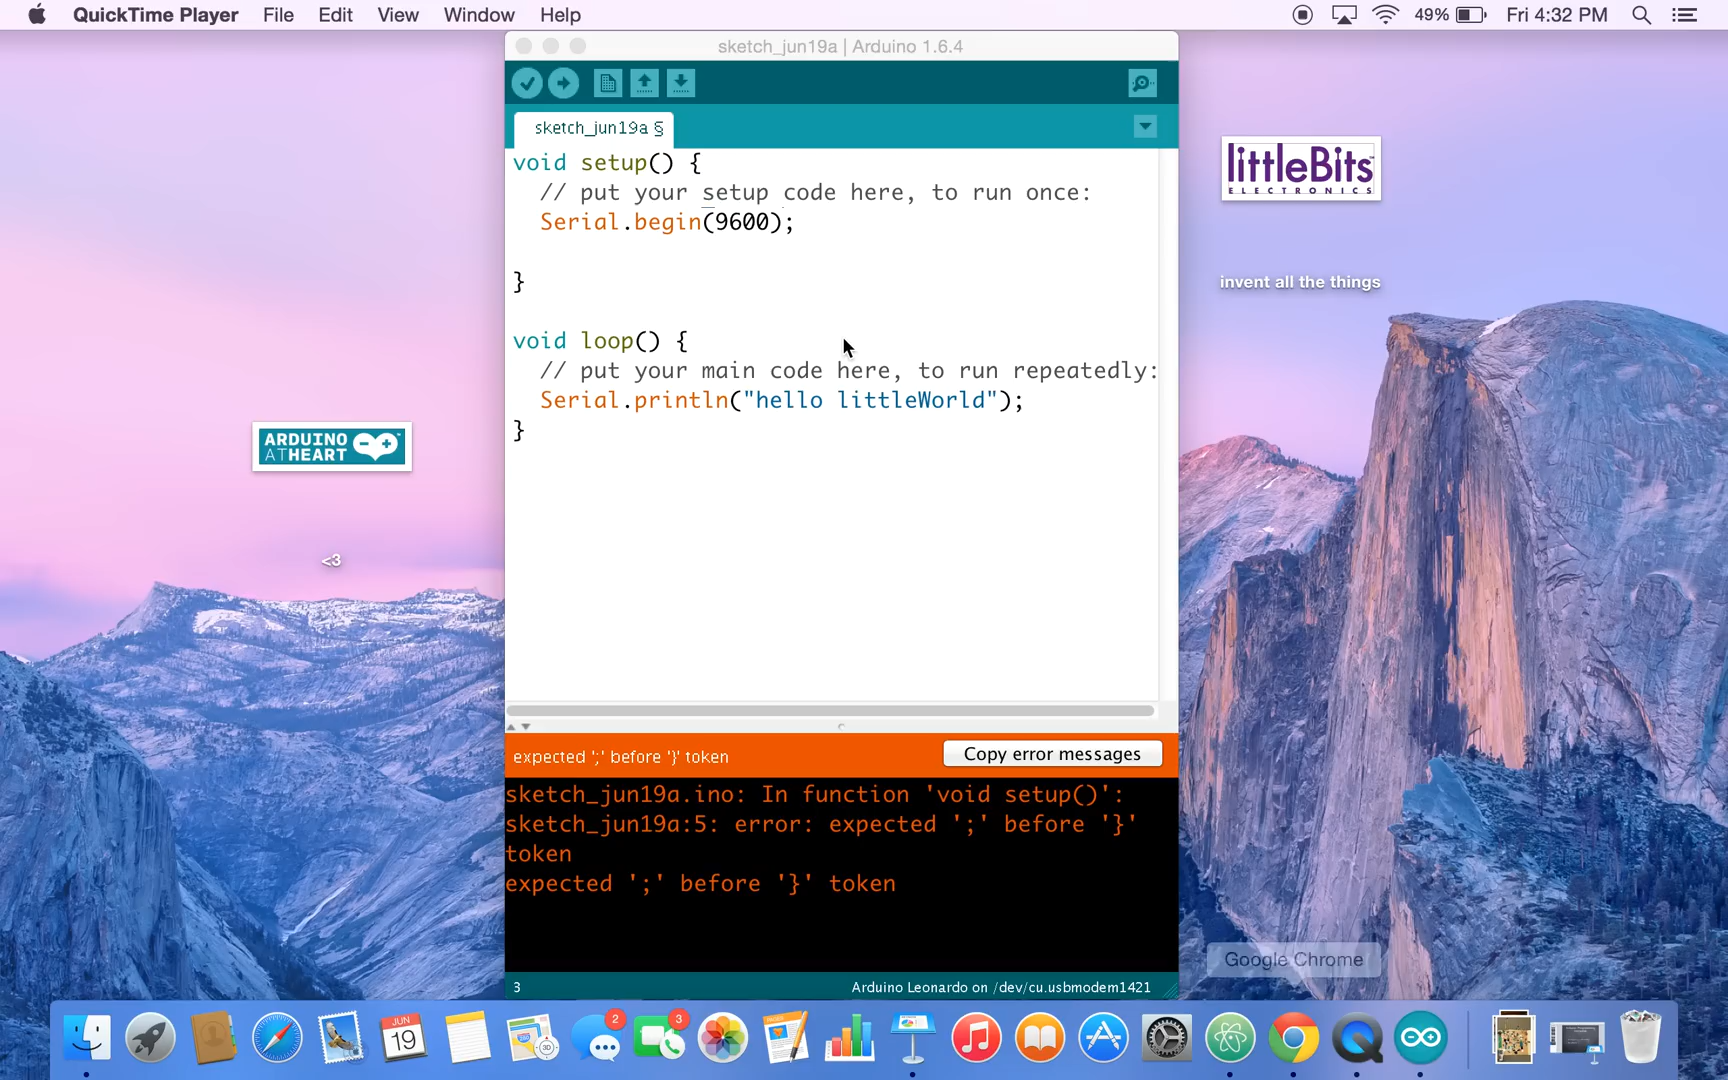 QuickTime Player File Edit View Window Help 49% Fri 4:32 PM
sketch_jun19a | Arduino 1.6.4
sketch_jun19a §
void setup() {
// put your setup code here, to run once:
Serial.begin(9600);
}
void loop() {
// put your main code here, to run repeatedly:
Serial.println("hello littleWorld");
}
littleBits
ELECTRONICS
invent all the things
ARDUINO
ATHEART
<3
expected ';' before '}' token
Copy error messages
sketch_jun19a.ino: In function 'void setup()':
sketch_jun19a:5: error: expected ';' before '}'
token
expected ';' before '}' token
Google Chrome
3 Arduino Leonardo on /dev/cu.usbmodem1421
JUN
19
3D
2
3